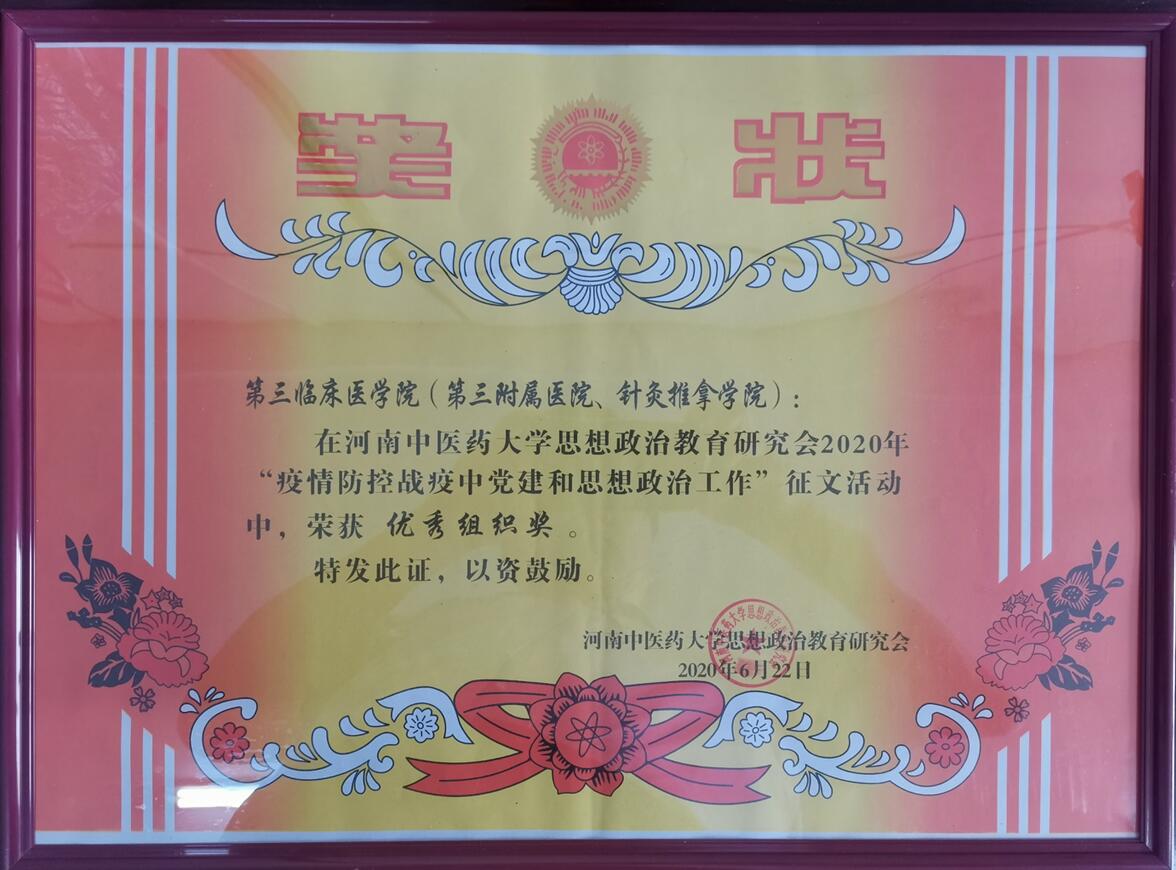 奖 状
第三临床医学院（第三附属医院、针灸推拿学院）：
在河南中医药大学思想政治教育研究会2020年
“疫情防控战疫中党建和思想政治工作”征文活动
中，荣获 优秀组织奖 。
特发此证，以资鼓励。
河南中医药大学思想政治教育研究会
2020年6月22日